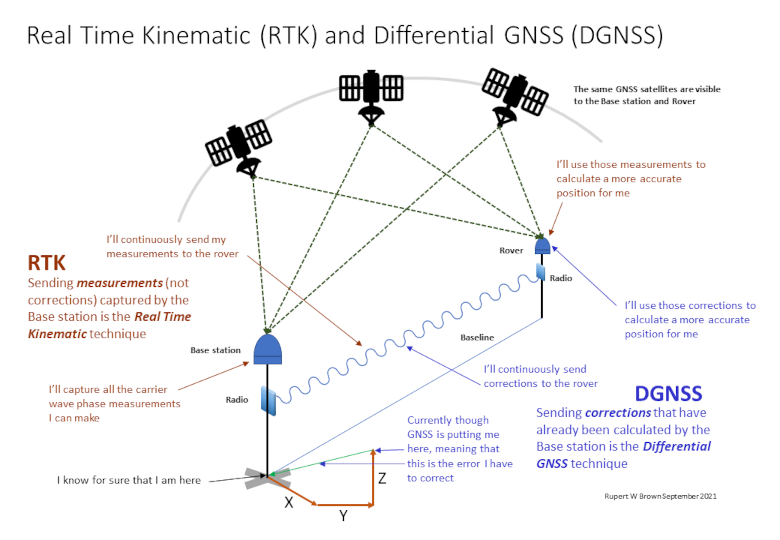 Real Time Kinematic (RTK) and Differential GNSS (DGNSS)
The same GNSS satellites are visible
to the Base station and Rover
I'll use those measurements to
calculate a more accurate
position for me
I'll continuously send my
measurements to the rover
RTK
Sending measurements (not
corrections) captured by the
Base station is the Real Time
Kinematic technique
Rover
Radio
I'll use those corrections to
calculate a more accurate
position for me
Base station
Baseline
I'll continuously send
corrections to the rover
I'll capture all the carrier
wave phase measurements
I can make
Radio
DGNSS
Sending corrections that have
already been calculated by the
Base station is the Differential
GNSS technique
Currently though
GNSS is putting me
here, meaning that
this is the error I have
to correct
I know for sure that I am here
X
Y
Z
Rupert W Brown September 2021